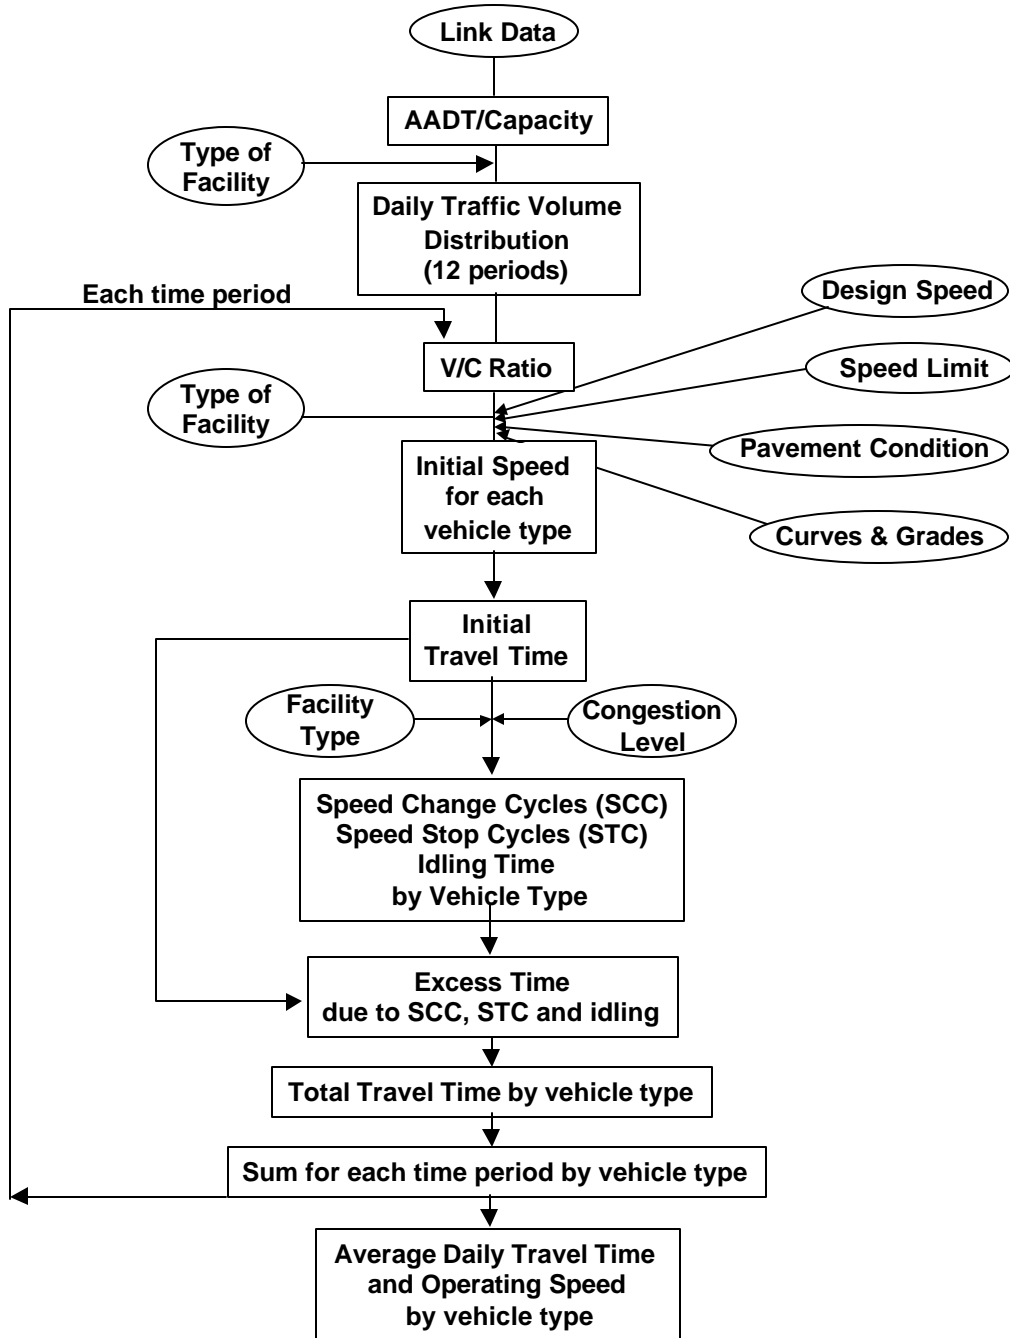 Link Data
AADT/Capacity
Type of
Facility
Daily Traffic Volume
Distribution
(12 periods)
Each time period
Design Speed
V/C Ratio
Speed Limit
Type of
Facility
Pavement Condition
Initial Speed
for each
vehicle type
Curves & Grades
Initial
Travel Time
Facility
Type
Congestion
Level
Speed Change Cycles (SCC)
Speed Stop Cycles (STC)
Idling Time
by Vehicle Type
Excess Time
due to SCC, STC and idling
Total Travel Time by vehicle type
Sum for each time period by vehicle type
Average Daily Travel Time
and Operating Speed
by vehicle type